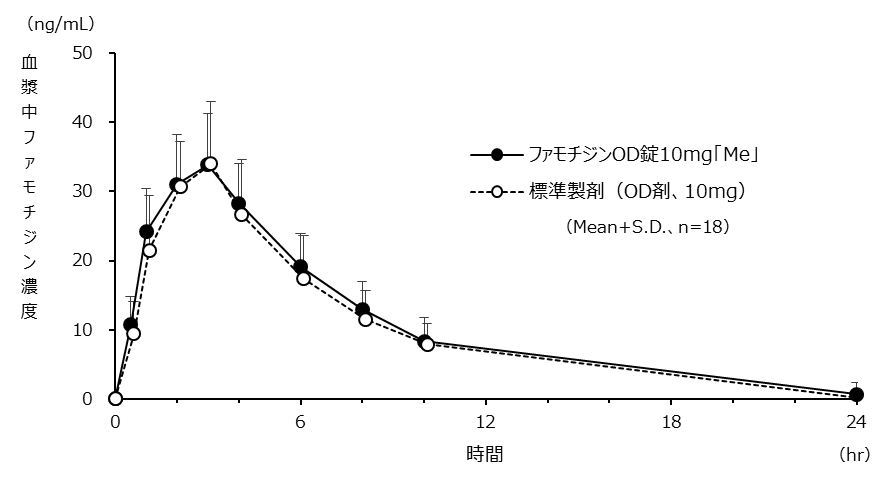 (ng/mL)
血漿中ファモチジン濃度
50
40
30
20
10
0
ファモチジンOD錠10mg「Me」
標準製剤(OD剤、10mg)
(Mean+S.D.、n=18)
0 6 12 18 24
時間 (hr)